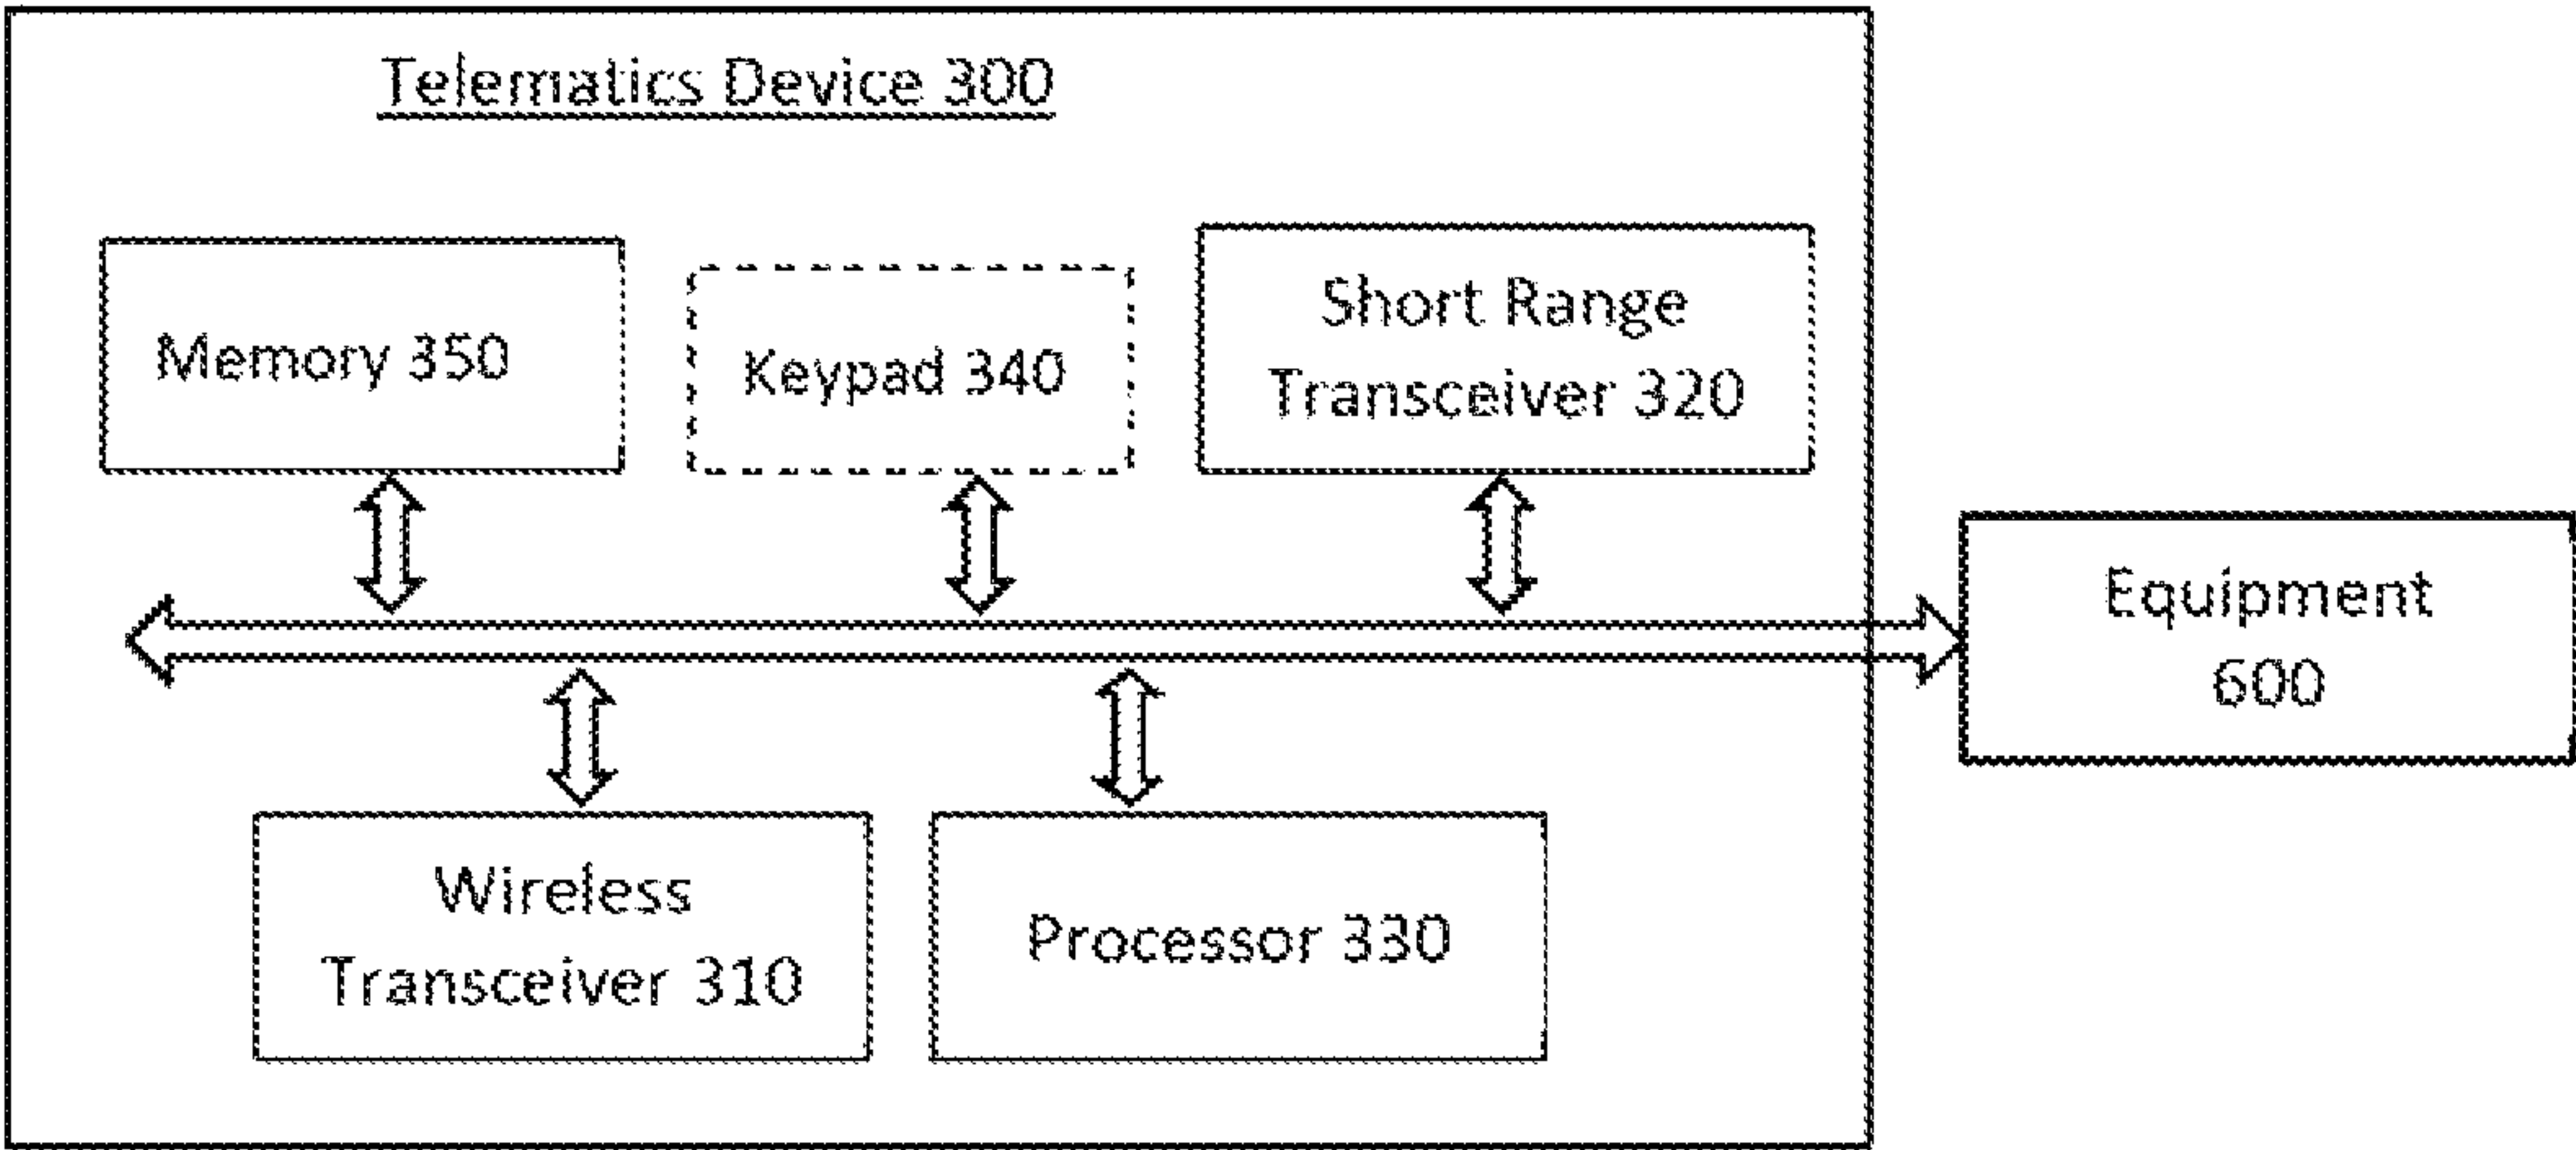 Telematics Device 300
Memory 350
Keypad 340
Short Range
Transceiver 320
Equipment
600
Wireless
Transceiver 310
Processor 330